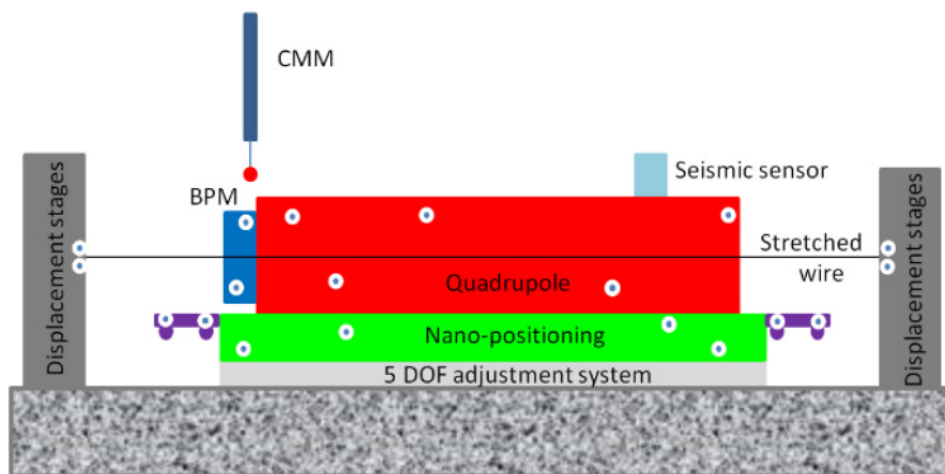 CMM
Seismic sensor
BPM
Displacement stages
Stretched
wire
Displacement stages
Quadrupole
Nano-positioning
5 DOF adjustment system